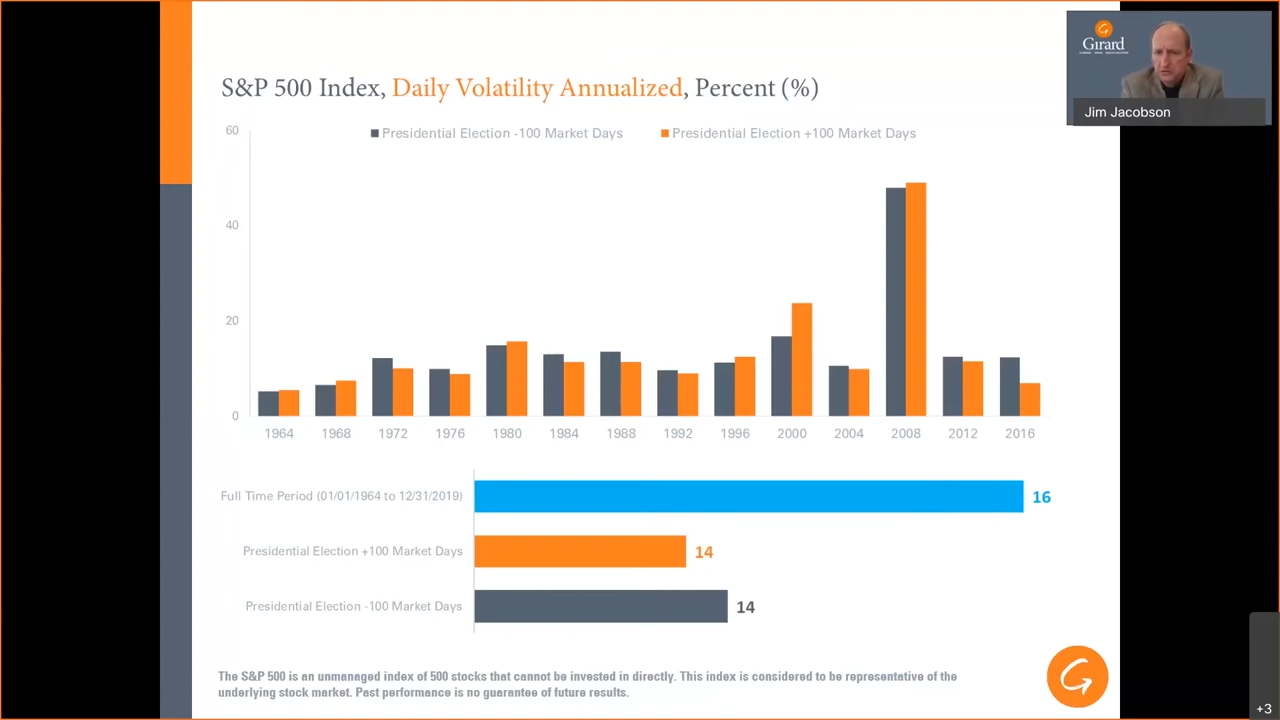 Girard
Jim Jacobson
S&P 500 Index, Daily Volatility Annualized, Percent (%)
Presidential Election -100 Market Days
Presidential Election +100 Market Days
60
40
20
0
1964 1968 1972 1976 1980 1984 1988 1992 1996 2000 2004 2008 2012 2016
Full Time Period (01/01/1964 to 12/31/2019) 16
Presidential Election +100 Market Days 14
Presidential Election -100 Market Days 14
The S&P 500 is an unmanaged index of 500 stocks that cannot be invested in directly. This index is considered to be representative of the
underlying stock market. Past performance is no guarantee of future results.
G
+3